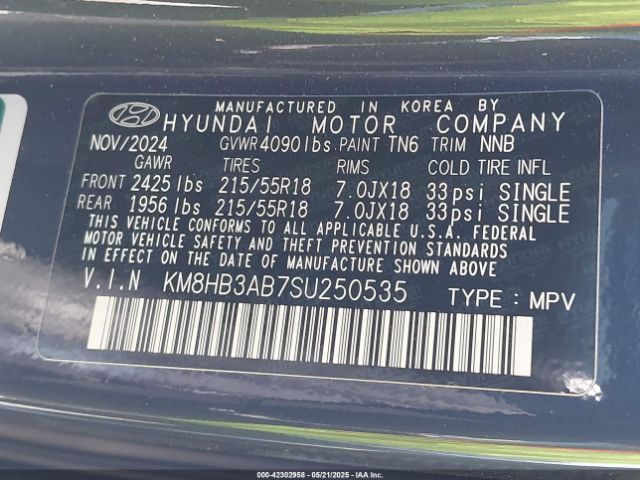 MANUFACTURED IN KOREA BY
HYUNDAI MOTOR COMPANY
NOV/2024 GVWR 4090lbs. PAINT TN6 TRIM NNB
GAWR TIRES RIMS COLD TIRE INFL
FRONT 2425 lbs 215/55R18 7.0JX18 33psi SINGLE
REAR 1956 lbs 215/55R18 7.0JX18 33psi SINGLE
THIS VEHICLE CONFORMS TO ALL APPLICABLE U.S.A. FEDERAL
MOTOR VEHICLE SAFETY AND THEFT PREVENTION STANDARDS
IN EFFECT ON THE DATE OF MANUFACTURE SHOWN ABOVE
V.I.N KM8HB3AB7SU250535 TYPE : MPV
000-42302958 - 05/21/2025 - IAAI, Inc.